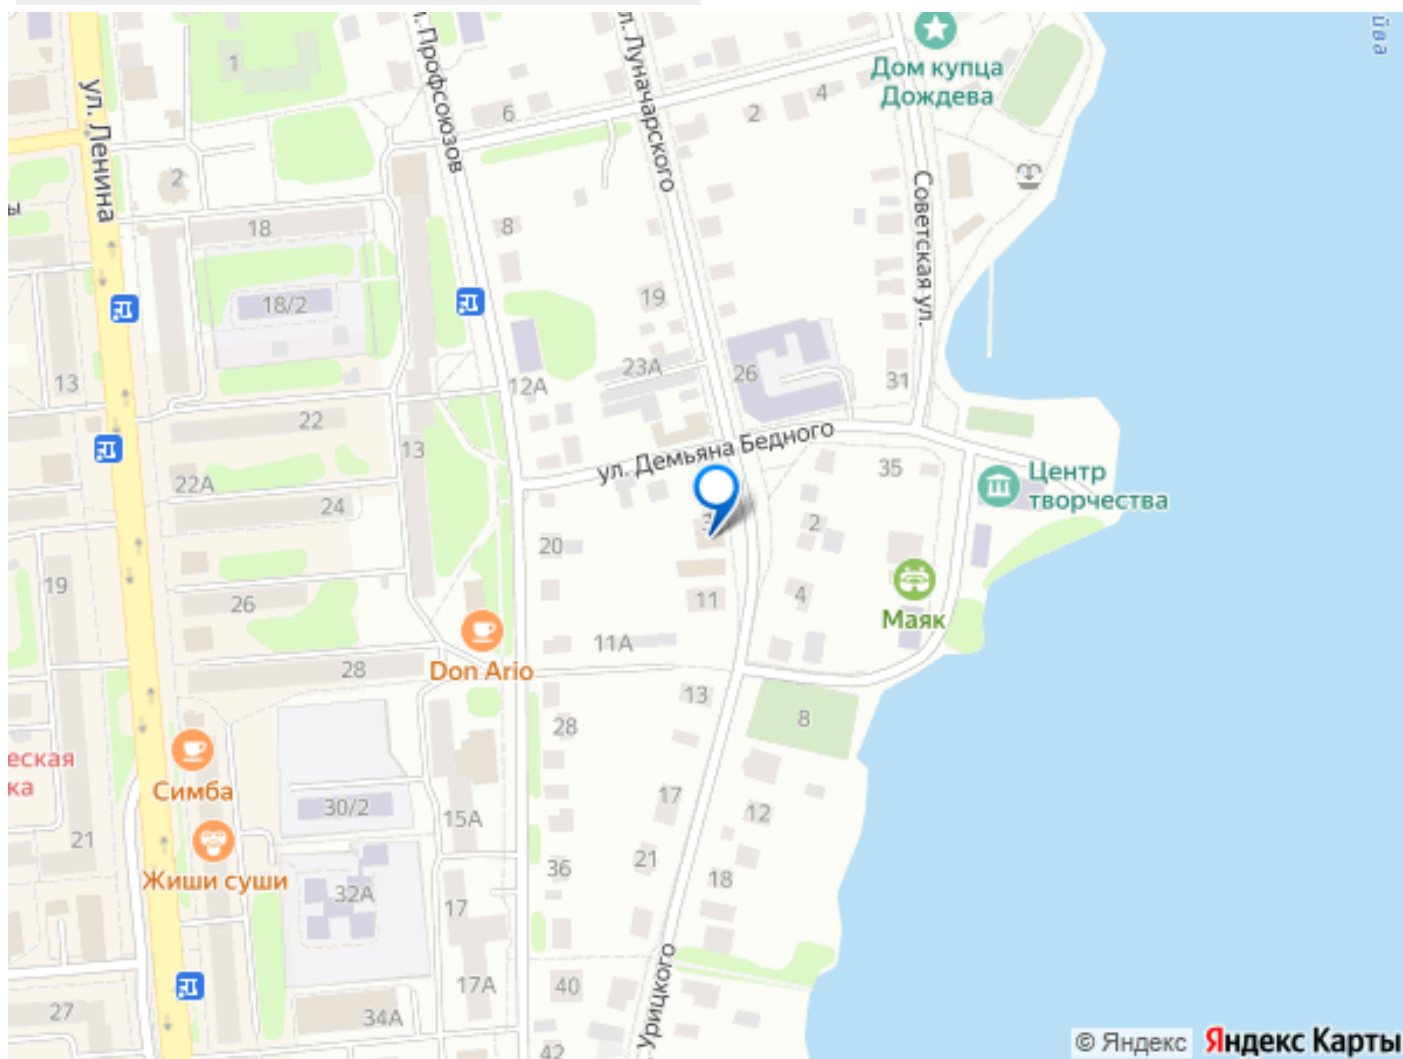 йва
Дом купца
Дождева
1
6
4
2
ул. Ленина
л. Профсоюзов
л. Луначарского
2
ы
18
8
Советская ул.
18/2
19
13
12А
23А
26
31
22
ул. Демьяна Бедного
13
35
Центр
творчества
22А
24
2
20
19
26
11
4
Маяк
11А
28
Don Ario
13
8
28
еская
ка
Симба
30/2
15А
17
12
21
Жиши суши
36
21
18
32А
17
Урицкого
17А
40
27
34А
42
© Яндекс Яндекс Карты